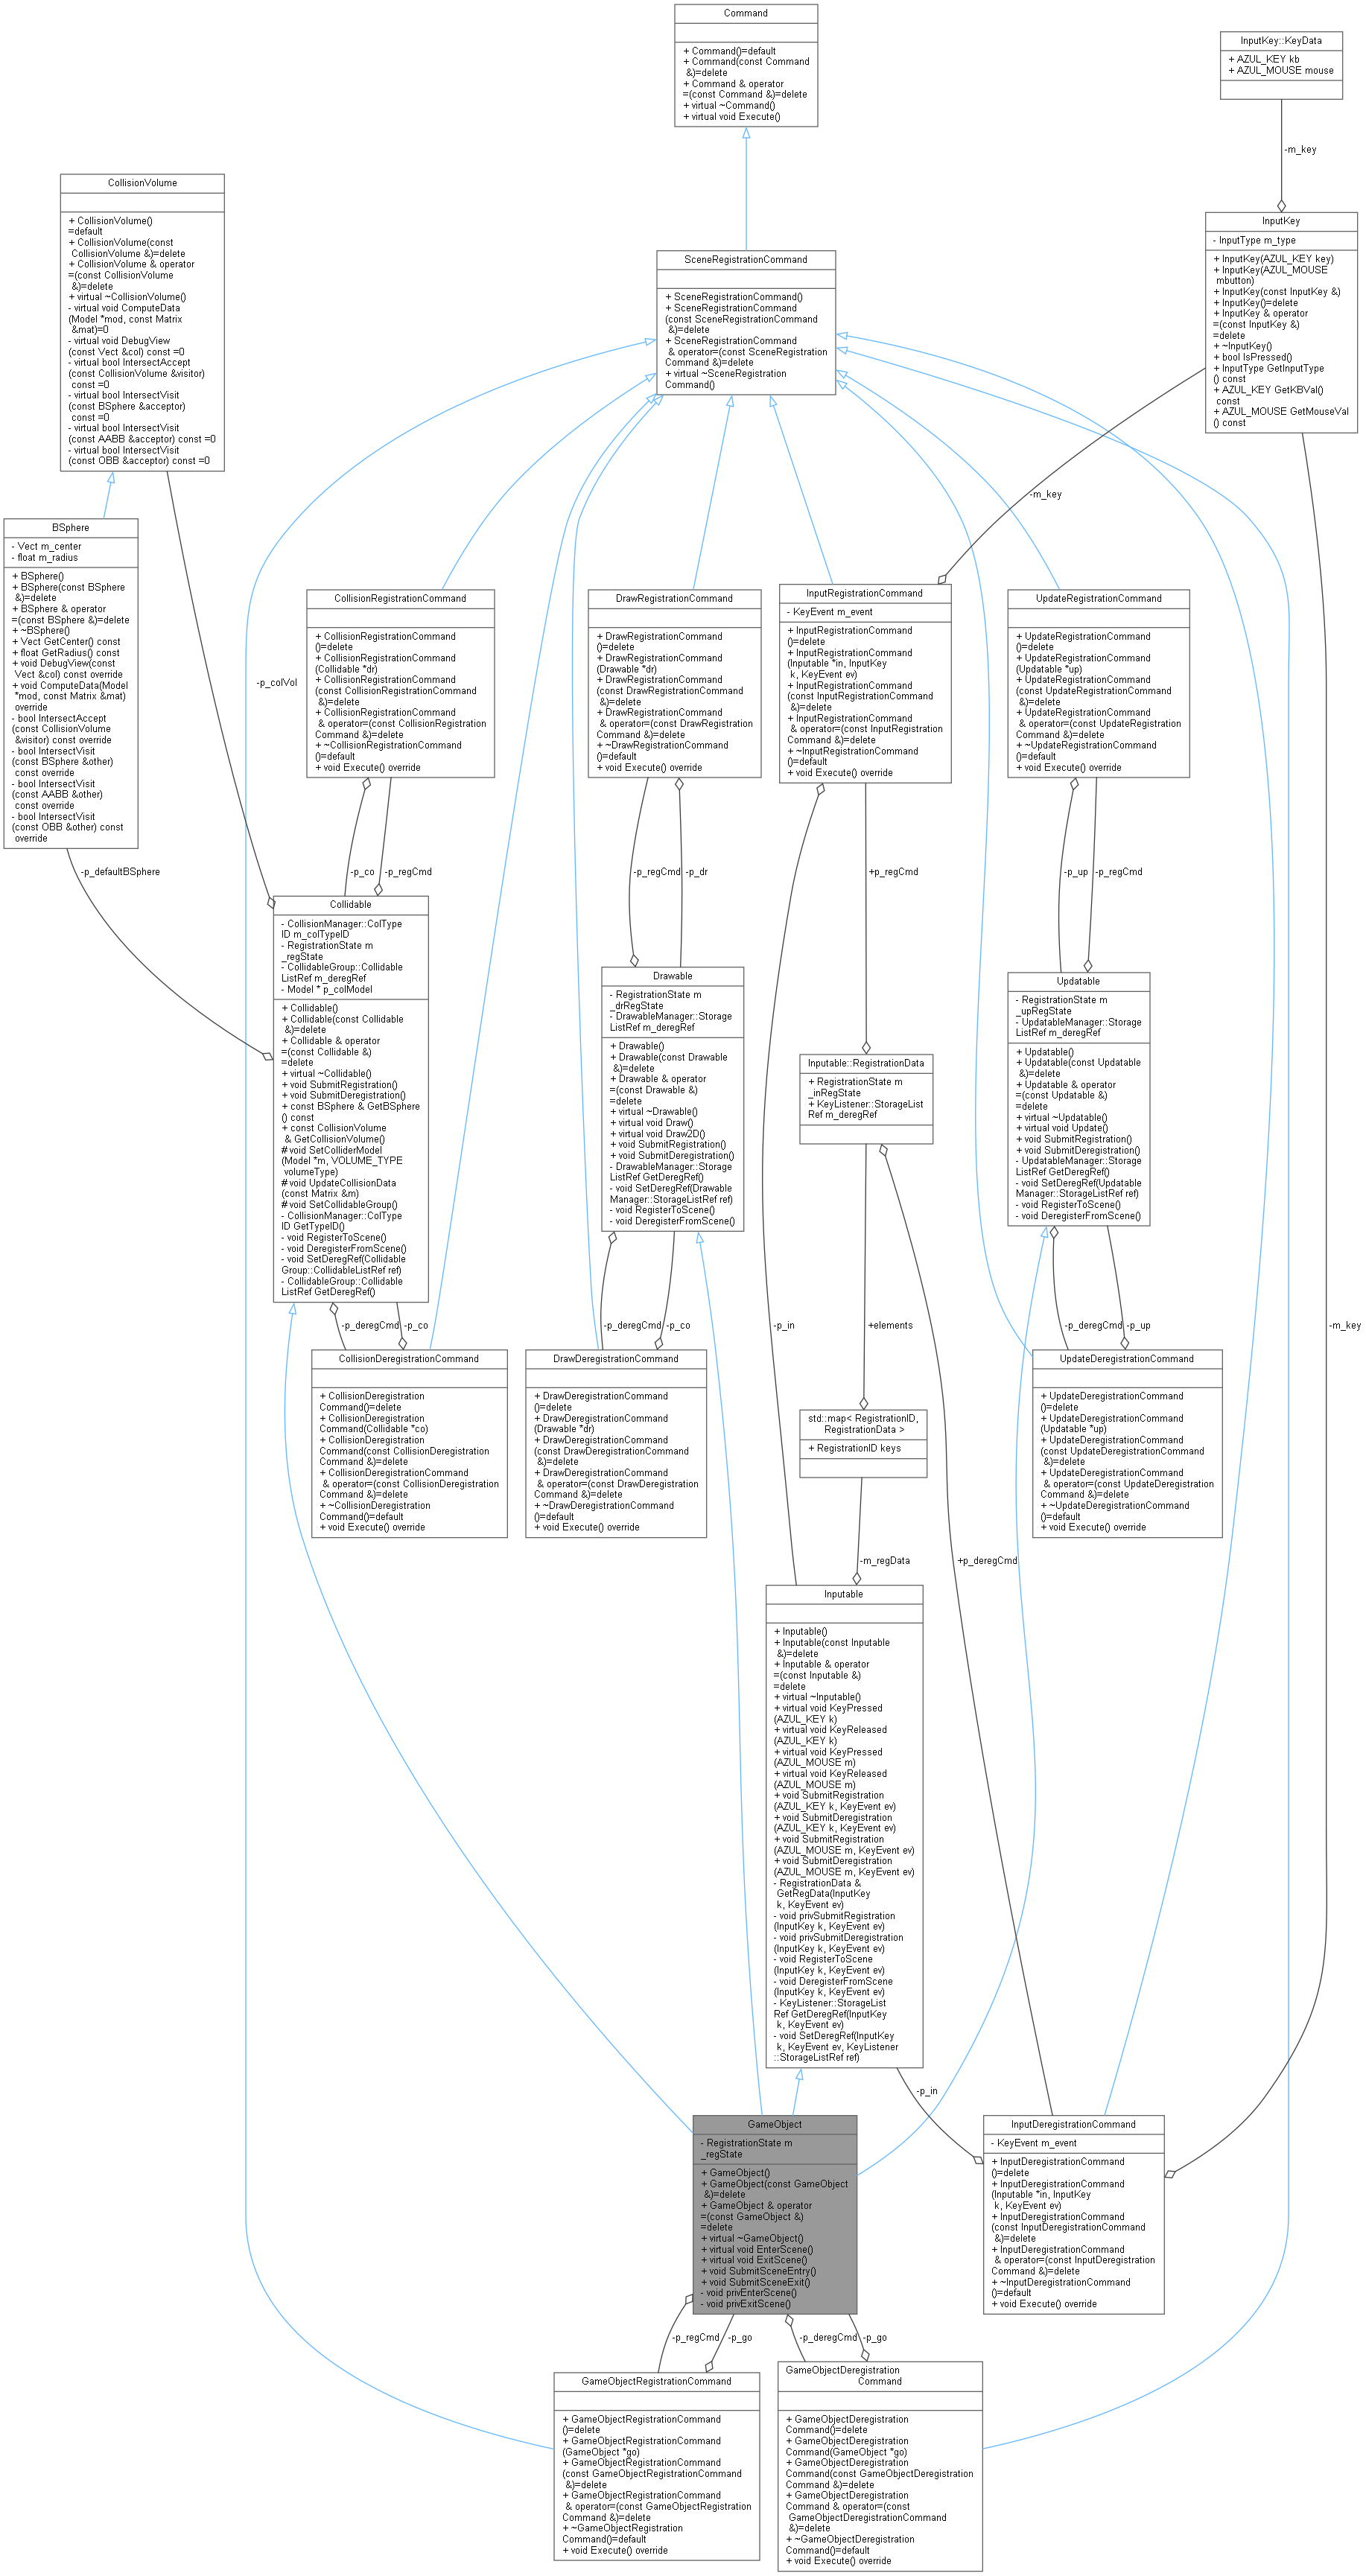 Command
+ Command()=default
+ Command(const Command
&)=delete
+ Command & operator
=(const Command &)=delete
+ virtual ~Command()
+ virtual void Execute()
InputKey::KeyData
+ AZUL_KEY kb
+ AZUL_MOUSE mouse
-m_key
CollisionVolume
+ CollisionVolume()
=default
+ CollisionVolume(const
CollisionVolume &)=delete
+ CollisionVolume & operator
=(const CollisionVolume
&)=delete
+ virtual ~CollisionVolume()
- virtual void ComputeData
(Model *mod, const Matrix
&mat)=0
- virtual void DebugView
(const Vect &col) const =0
- virtual bool IntersectAccept
(const CollisionVolume &visitor)
const =0
- virtual bool IntersectVisit
(const BSphere &acceptor)
const =0
- virtual bool IntersectVisit
(const AABB &acceptor) const =0
- virtual bool IntersectVisit
(const OBB &acceptor) const =0
InputKey
- InputType m_type
+ InputKey(AZUL_KEY key)
+ InputKey(AZUL_MOUSE
mbutton)
+ InputKey(const InputKey &)
+ InputKey()=delete
+ InputKey & operator
=(const InputKey &)
=delete
+ ~InputKey()
+ bool IsPressed()
+ InputType GetInputType
() const
+ AZUL_KEY GetKBVal()
const
+ AZUL_MOUSE GetMouseVal
() const
SceneRegistrationCommand
+ SceneRegistrationCommand()
+ SceneRegistrationCommand
(const SceneRegistrationCommand
&)=delete
+ SceneRegistrationCommand
& operator=(const SceneRegistration
Command &)=delete
+ virtual ~SceneRegistration
Command()
-m_key
-p_colVol
BSphere
- Vect m_center
- float m_radius
+ BSphere()
+ BSphere(const BSphere
&)=delete
+ BSphere & operator
=(const BSphere &)=delete
+ ~BSphere()
+ Vect GetCenter() const
+ float GetRadius() const
+ void DebugView(const
Vect &col) const override
+ void ComputeData(Model
*mod, const Matrix &mat)
override
- bool IntersectAccept
(const CollisionVolume
&visitor) const override
- bool IntersectVisit
(const BSphere &other)
const override
- bool IntersectVisit
(const AABB &other)
const override
- bool IntersectVisit
(const OBB &other) const
override
CollisionRegistrationCommand
+ CollisionRegistrationCommand
()=delete
+ CollisionRegistrationCommand
(Collidable *dr)
+ CollisionRegistrationCommand
(const CollisionRegistrationCommand
&)=delete
+ CollisionRegistrationCommand
& operator=(const CollisionRegistration
Command &)=delete
+ ~CollisionRegistrationCommand
()=default
+ void Execute() override
DrawRegistrationCommand
+ DrawRegistrationCommand
()=delete
+ DrawRegistrationCommand
(Drawable *dr)
+ DrawRegistrationCommand
(const DrawRegistrationCommand
&)=delete
+ DrawRegistrationCommand
& operator=(const DrawRegistration
Command &)=delete
+ ~DrawRegistrationCommand
()=default
+ void Execute() override
InputRegistrationCommand
- KeyEvent m_event
+ InputRegistrationCommand
()=delete
+ InputRegistrationCommand
(Inputable *in, InputKey
k, KeyEvent ev)
+ InputRegistrationCommand
(const InputRegistrationCommand
&)=delete
+ InputRegistrationCommand
& operator=(const InputRegistration
Command &)=delete
+ ~InputRegistrationCommand
()=default
+ void Execute() override
UpdateRegistrationCommand
+ UpdateRegistrationCommand
()=delete
+ UpdateRegistrationCommand
(Updatable *up)
+ UpdateRegistrationCommand
(const UpdateRegistrationCommand
&)=delete
+ UpdateRegistrationCommand
& operator=(const UpdateRegistration
Command &)=delete
+ ~UpdateRegistrationCommand
()=default
+ void Execute() override
-p_defaultBSphere
-p_co
-p_regCmd
-p_regCmd
-p_dr
+p_regCmd
-p_up
-p_regCmd
Collidable
- CollisionManager::ColType
ID m_colTypeID
- RegistrationState m
_regState
- CollidableGroup::Collidable
ListRef m_deregRef
- Model * p_colModel
+ Collidable()
+ Collidable(const Collidable
&)=delete
+ Collidable & operator
=(const Collidable &)
=delete
+ virtual ~Collidable()
+ void SubmitRegistration()
+ void SubmitDeregistration()
+ const BSphere & GetBSphere
() const
+ const CollisionVolume
& GetCollisionVolume()
# void SetColliderModel
(Model *m, VOLUME_TYPE
volumeType)
# void UpdateCollisionData
(const Matrix &m)
# void SetCollidableGroup()
- CollisionManager::ColType
ID GetTypeID()
- void RegisterToScene()
- void DeregisterFromScene()
- void SetDeregRef(Collidable
Group::CollidableListRef ref)
- CollidableGroup::Collidable
ListRef GetDeregRef()
Drawable
- RegistrationState m
_drRegState
- DrawableManager::Storage
ListRef m_deregRef
+ Drawable()
+ Drawable(const Drawable
&)=delete
+ Drawable & operator
=(const Drawable &)
=delete
+ virtual ~Drawable()
+ virtual void Draw()
+ virtual void Draw2D()
+ void SubmitRegistration()
+ void SubmitDeregistration()
- DrawableManager::Storage
ListRef GetDeregRef()
- void SetDeregRef(Drawable
Manager::StorageListRef ref)
- void RegisterToScene()
- void DeregisterFromScene()
Inputable::RegistrationData
+ RegistrationState m
_inRegState
+ KeyListener::StorageList
Ref m_deregRef
Updatable
- RegistrationState m
_upRegState
- UpdatableManager::Storage
ListRef m_deregRef
+ Updatable()
+ Updatable(const Updatable
&)=delete
+ Updatable & operator
=(const Updatable &)
=delete
+ virtual ~Updatable()
+ virtual void Update()
+ void SubmitRegistration()
+ void SubmitDeregistration()
- UpdatableManager::Storage
ListRef GetDeregRef()
- void SetDeregRef(Updatable
Manager::StorageListRef ref)
- void RegisterToScene()
- void DeregisterFromScene()
-p_deregCmd
-p_co
-p_deregCmd
-p_co
-p_in
+elements
-p_deregCmd
-p_up
-m_key
CollisionDeregistrationCommand
+ CollisionDeregistration
Command()=delete
+ CollisionDeregistration
Command(Collidable *co)
+ CollisionDeregistration
Command(const CollisionDeregistration
Command &)=delete
+ CollisionDeregistrationCommand
& operator=(const CollisionDeregistration
Command &)=delete
+ ~CollisionDeregistration
Command()=default
+ void Execute() override
DrawDeregistrationCommand
+ DrawDeregistrationCommand
()=delete
+ DrawDeregistrationCommand
(Drawable *dr)
+ DrawDeregistrationCommand
(const DrawDeregistrationCommand
&)=delete
+ DrawDeregistrationCommand
& operator=(const DrawDeregistration
Command &)=delete
+ ~DrawDeregistrationCommand
()=default
+ void Execute() override
std::map< RegistrationID,
RegistrationData >
+ RegistrationID keys
UpdateDeregistrationCommand
+ UpdateDeregistrationCommand
()=delete
+ UpdateDeregistrationCommand
(Updatable *up)
+ UpdateDeregistrationCommand
(const UpdateDeregistrationCommand
&)=delete
+ UpdateDeregistrationCommand
& operator=(const UpdateDeregistration
Command &)=delete
+ ~UpdateDeregistrationCommand
()=default
+ void Execute() override
-m_regData
+p_deregCmd
Inputable
+ Inputable()
+ Inputable(const Inputable
&)=delete
+ Inputable & operator
=(const Inputable &)
=delete
+ virtual ~Inputable()
+ virtual void KeyPressed
(AZUL_KEY k)
+ virtual void KeyReleased
(AZUL_KEY k)
+ virtual void KeyPressed
(AZUL_MOUSE m)
+ virtual void KeyReleased
(AZUL_MOUSE m)
+ void SubmitRegistration
(AZUL_KEY k, KeyEvent ev)
+ void SubmitDeregistration
(AZUL_KEY k, KeyEvent ev)
+ void SubmitRegistration
(AZUL_MOUSE m, KeyEvent ev)
+ void SubmitDeregistration
(AZUL_MOUSE m, KeyEvent ev)
- RegistrationData &
GetRegData(InputKey
k, KeyEvent ev)
- void privSubmitRegistration
(InputKey k, KeyEvent ev)
- void privSubmitDeregistration
(InputKey k, KeyEvent ev)
- void RegisterToScene
(InputKey k, KeyEvent ev)
- void DeregisterFromScene
(InputKey k, KeyEvent ev)
- KeyListener::StorageList
Ref GetDeregRef(InputKey
k, KeyEvent ev)
- void SetDeregRef(InputKey
k, KeyEvent ev, KeyListener
::StorageListRef ref)
-p_in
GameObject
- RegistrationState m
_regState
+ GameObject()
+ GameObject(const GameObject
&)=delete
+ GameObject & operator
=(const GameObject &)
=delete
+ virtual ~GameObject()
+ virtual void EnterScene()
+ virtual void ExitScene()
+ void SubmitSceneEntry()
+ void SubmitSceneExit()
- void privEnterScene()
- void privExitScene()
InputDeregistrationCommand
- KeyEvent m_event
+ InputDeregistrationCommand
()=delete
+ InputDeregistrationCommand
(Inputable *in, InputKey
k, KeyEvent ev)
+ InputDeregistrationCommand
(const InputDeregistrationCommand
&)=delete
+ InputDeregistrationCommand
& operator=(const InputDeregistration
Command &)=delete
+ ~InputDeregistrationCommand
()=default
+ void Execute() override
-p_regCmd
-p_go
-p_deregCmd
-p_go
GameObjectRegistrationCommand
+ GameObjectRegistrationCommand
()=delete
+ GameObjectRegistrationCommand
(GameObject *go)
+ GameObjectRegistrationCommand
(const GameObjectRegistrationCommand
&)=delete
+ GameObjectRegistrationCommand
& operator=(const GameObjectRegistration
Command &)=delete
+ ~GameObjectRegistration
Command()=default
+ void Execute() override
GameObjectDeregistration
Command
+ GameObjectDeregistration
Command()=delete
+ GameObjectDeregistration
Command(GameObject *go)
+ GameObjectDeregistration
Command(const GameObjectDeregistration
Command &)=delete
+ GameObjectDeregistration
Command & operator=(const
GameObjectDeregistrationCommand
&)=delete
+ ~GameObjectDeregistration
Command()=default
+ void Execute() override